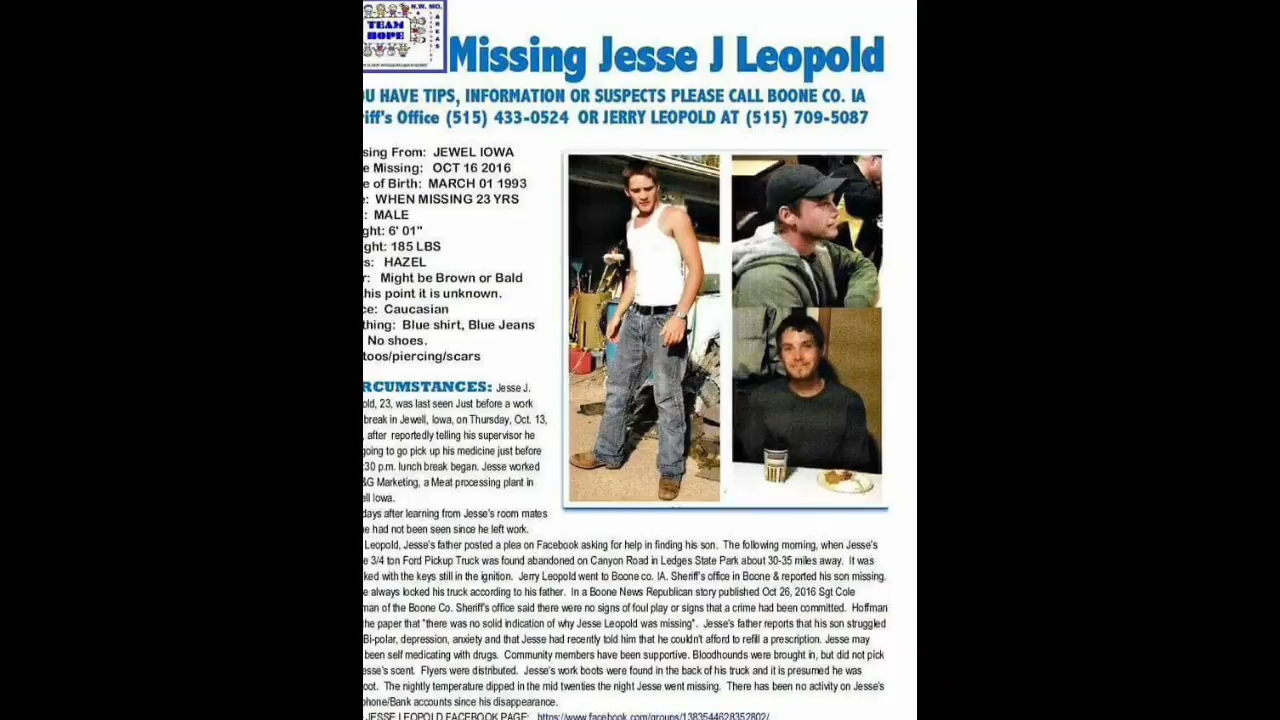 N.W. MO.
TEAM
HOPE
AREAS
Missing Jesse J Leopold
U HAVE TIPS, INFORMATION OR SUSPECTS PLEASE CALL BOONE CO. IA
iff's Office (515) 433-0524 OR JERRY LEOPOLD AT (515) 709-5087
sing From: JEWEL IOWA
e Missing: OCT 16 2016
e of Birth: MARCH 01 1993
: WHEN MISSING 23 YRS
: MALE
ght: 6' 01"
ght: 185 LBS
s: HAZEL
r: Might be Brown or Bald
his point it is unknown.
ce: Caucasian
thing: Blue shirt, Blue Jeans
No shoes.
toos/piercing/scars
RCUMSTANCES: Jesse J.
old, 23, was last seen Just before a work
break in Jewell, Iowa, on Thursday, Oct. 13,
, after reportedly telling his supervisor he
going to go pick up his medicine just before
:30 p.m. lunch break began. Jesse worked
&G Marketing, a Meat processing plant in
ell Iowa.
days after learning from Jesse's room mates
e had not been seen since he left work.
Leopold, Jesse's father posted a plea on Facebook asking for help in finding his son. The following morning, when Jesse's
e 3/4 ton Ford Pickup Truck was found abandoned on Canyon Road in Ledges State Park about 30-35 miles away. It was
ked with the keys still in the ignition. Jerry Leopold went to Boone co. IA. Sheriff's office in Boone & reported his son missing.
e always locked his truck according to his father. In a Boone News Republican story published Oct 26, 2016 Sgt Cole
man of the Boone Co. Sheriff's office said there were no signs of foul play or signs that a crime had been committed. Hoffman
he paper that "there was no solid indication of why Jesse Leopold was missing". Jesse's father reports that his son struggled
Bi-polar, depression, anxiety and that Jesse had recently told him that he couldn't afford to refill a prescription. Jesse may
been self medicating with drugs. Community members have been supportive. Bloodhounds were brought in, but did not pick
esse's scent. Flyers were distributed. Jesse's work boots were found in the back of his truck and it is presumed he was
oot. The nightly temperature dipped in the mid twenties the night Jesse went missing. There has been no activity on Jesse's
phone/Bank accounts since his disappearance.
JESSE LEOPOLD FACEBOOK PAGE: https://www.facebook.com/groups/1383544628352802/